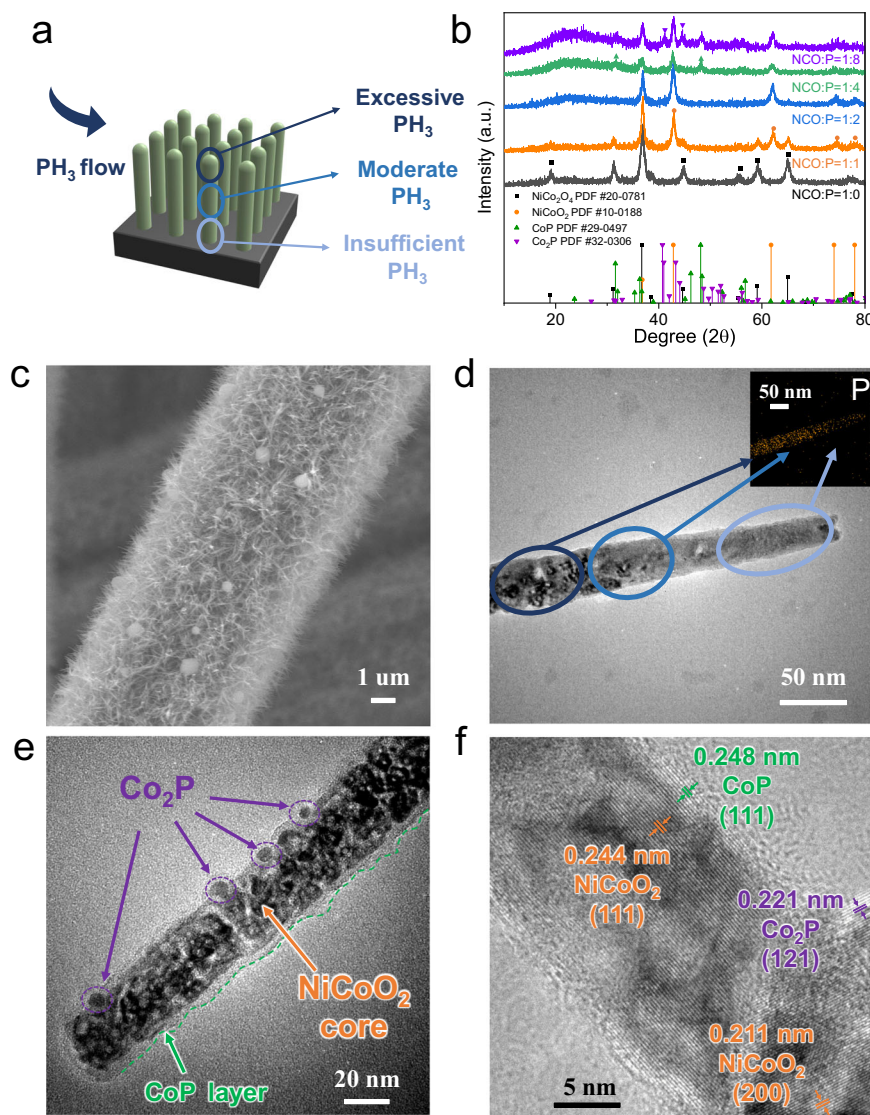 a
PH₃ flow
Excessive
PH₃
Moderate
PH₃
Insufficient
PH₃
b
Intensity (a.u.)
NCO:P=1:8
NCO:P=1:4
NCO:P=1:2
NCO:P=1:1
NCO:P=1:0
NiCo₂O₄ PDF #20-0781
NiCoO₂ PDF #10-0188
CoP PDF #29-0497
Co₂P PDF #32-0306
20 40 60 80
Degree (2θ)
c
1 um
d
50 nm
P
50 nm
e
Co₂P
NiCoO₂
core
CoP layer
20 nm
f
0.248 nm
CoP
(111)
0.244 nm
NiCoO₂
(111)
0.221 nm
Co₂P
(121)
0.211 nm
NiCoO₂
(200)
5 nm